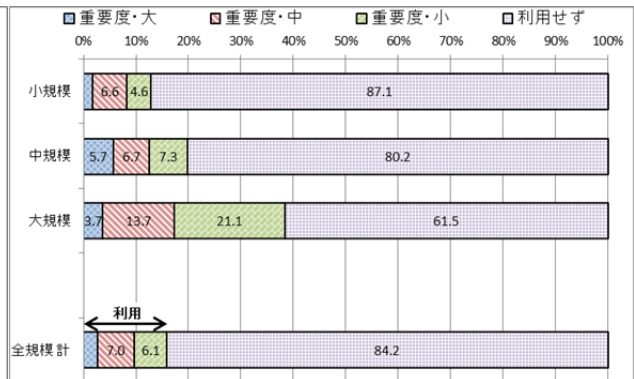 重要度・大 重要度・中 重要度・小 利用せず
0% 10% 20% 30% 40% 50% 60% 70% 80% 90% 100%
小規模 6.6 4.6 87.1
中規模 5.7 6.7 7.3 80.2
大規模 3.7 13.7 21.1 61.5
利用
全規模計 7.0 6.1 84.2